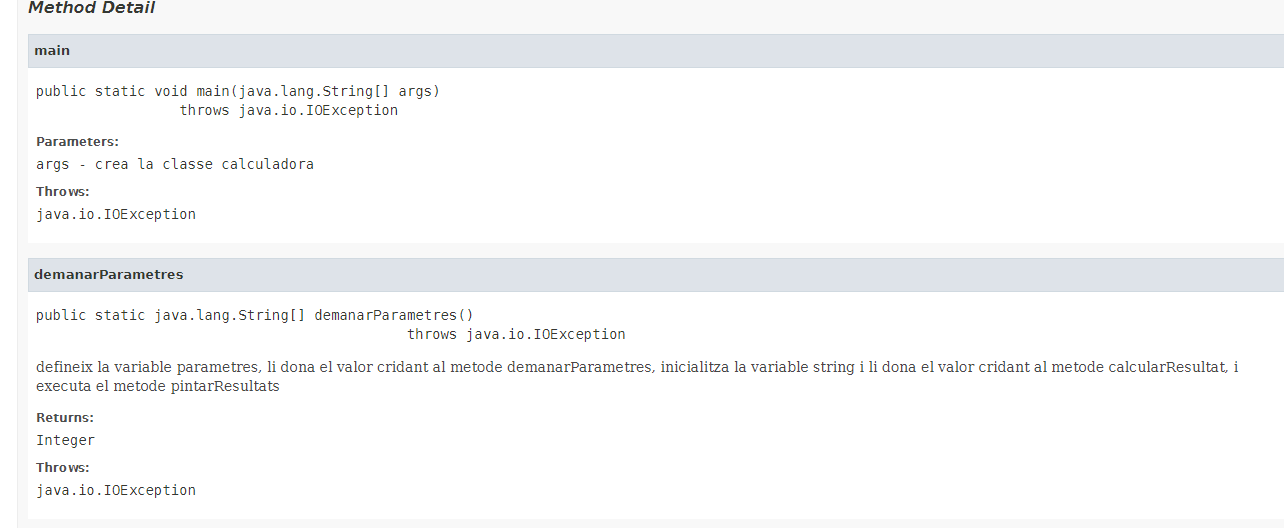 Method Detail
main
public static void main(java.lang.String[] args)
throws java.io.IOException
Parameters:
args - crea la classe calculadora
Throws:
java.io.IOException
demanarParametres
public static java.lang.String[] demanarParametres()
throws java.io.IOException
defineix la variable parametres, li dona el valor cridant al metode demanarParametres, inicialitza la variable string i li dona el valor cridant al metode calcularResultat, i
executa el metode pintarResultats
Returns:
Integer
Throws:
java.io.IOException